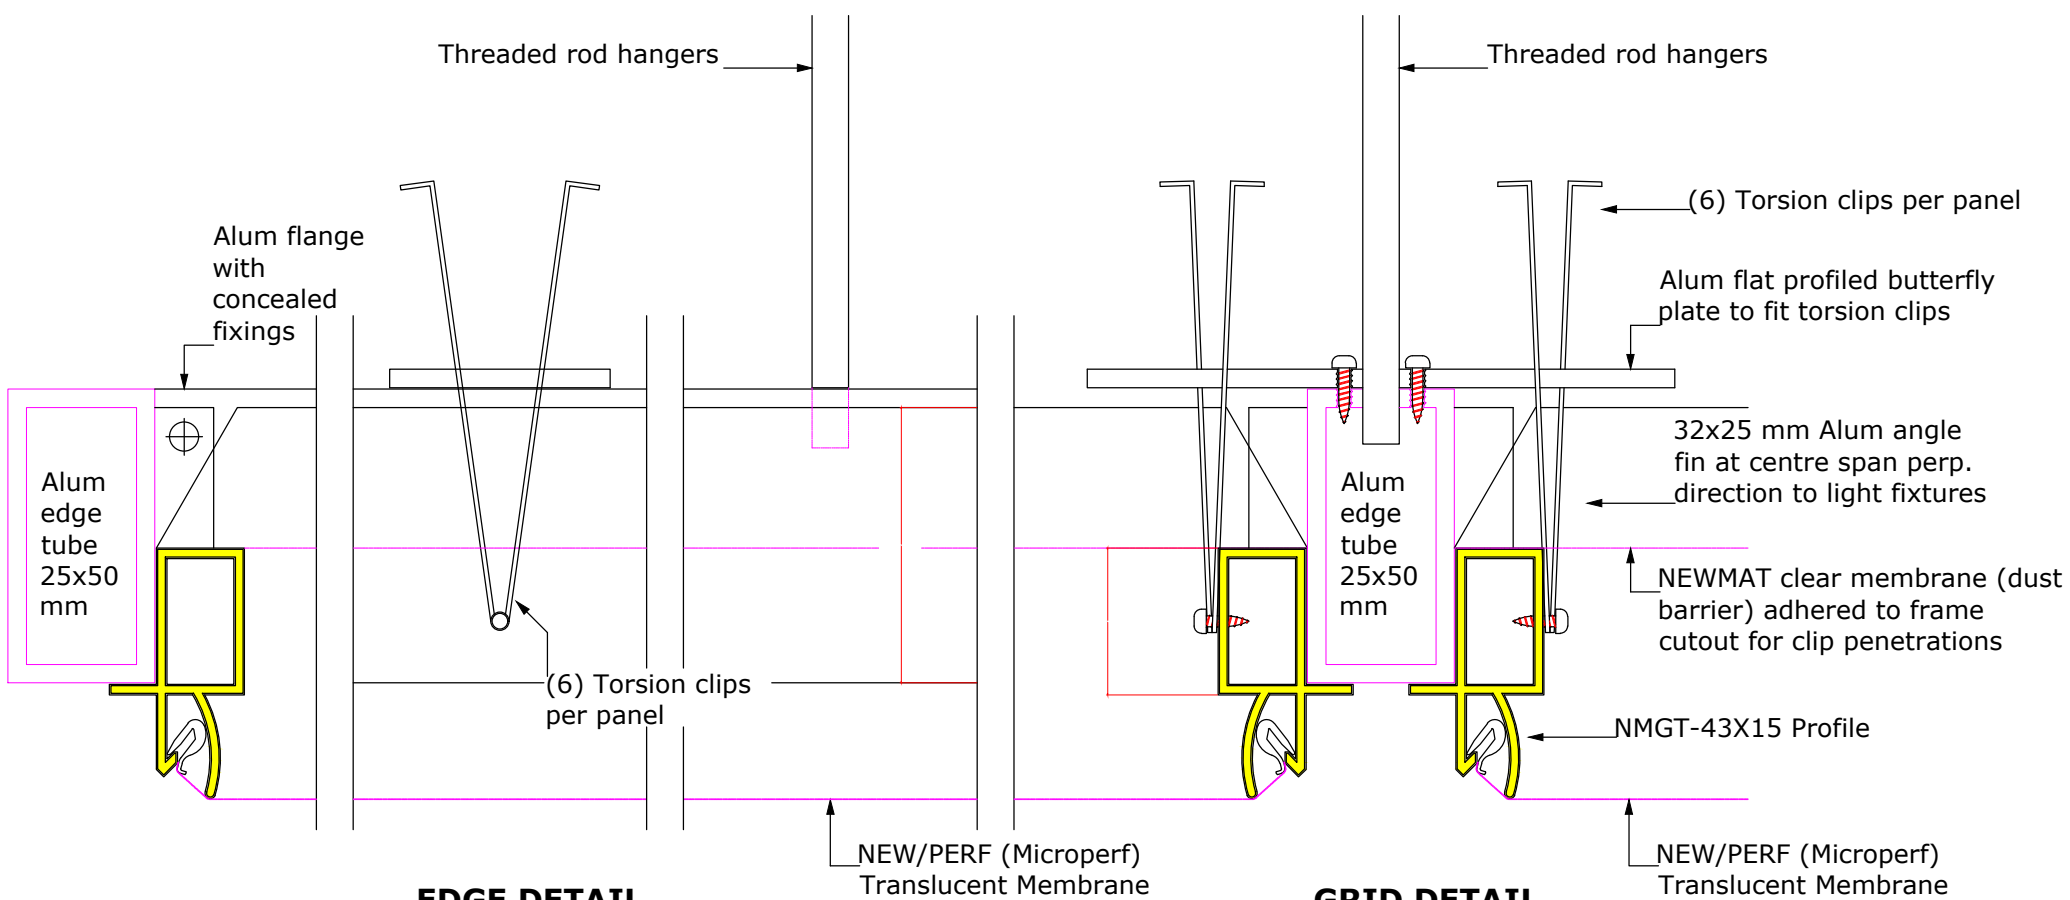 Threaded rod hangers
Threaded rod hangers
(6) Torsion clips per panel
Alum flange
with
concealed
fixings
Alum flat profiled butterfly
plate to fit torsion clips
32x25 mm Alum angle
fin at centre span perp.
direction to light fixtures
Alum
edge
tube
25x50
mm
Alum
edge
tube
25x50
mm
NEWMAT clear membrane (dust
barrier) adhered to frame
cutout for clip penetrations
(6) Torsion clips
per panel
NMGT-43X15 Profile
NEW/PERF (Microperf)
Translucent Membrane
NEW/PERF (Microperf)
Translucent Membrane
EDGE DETAIL
GRID DETAIL